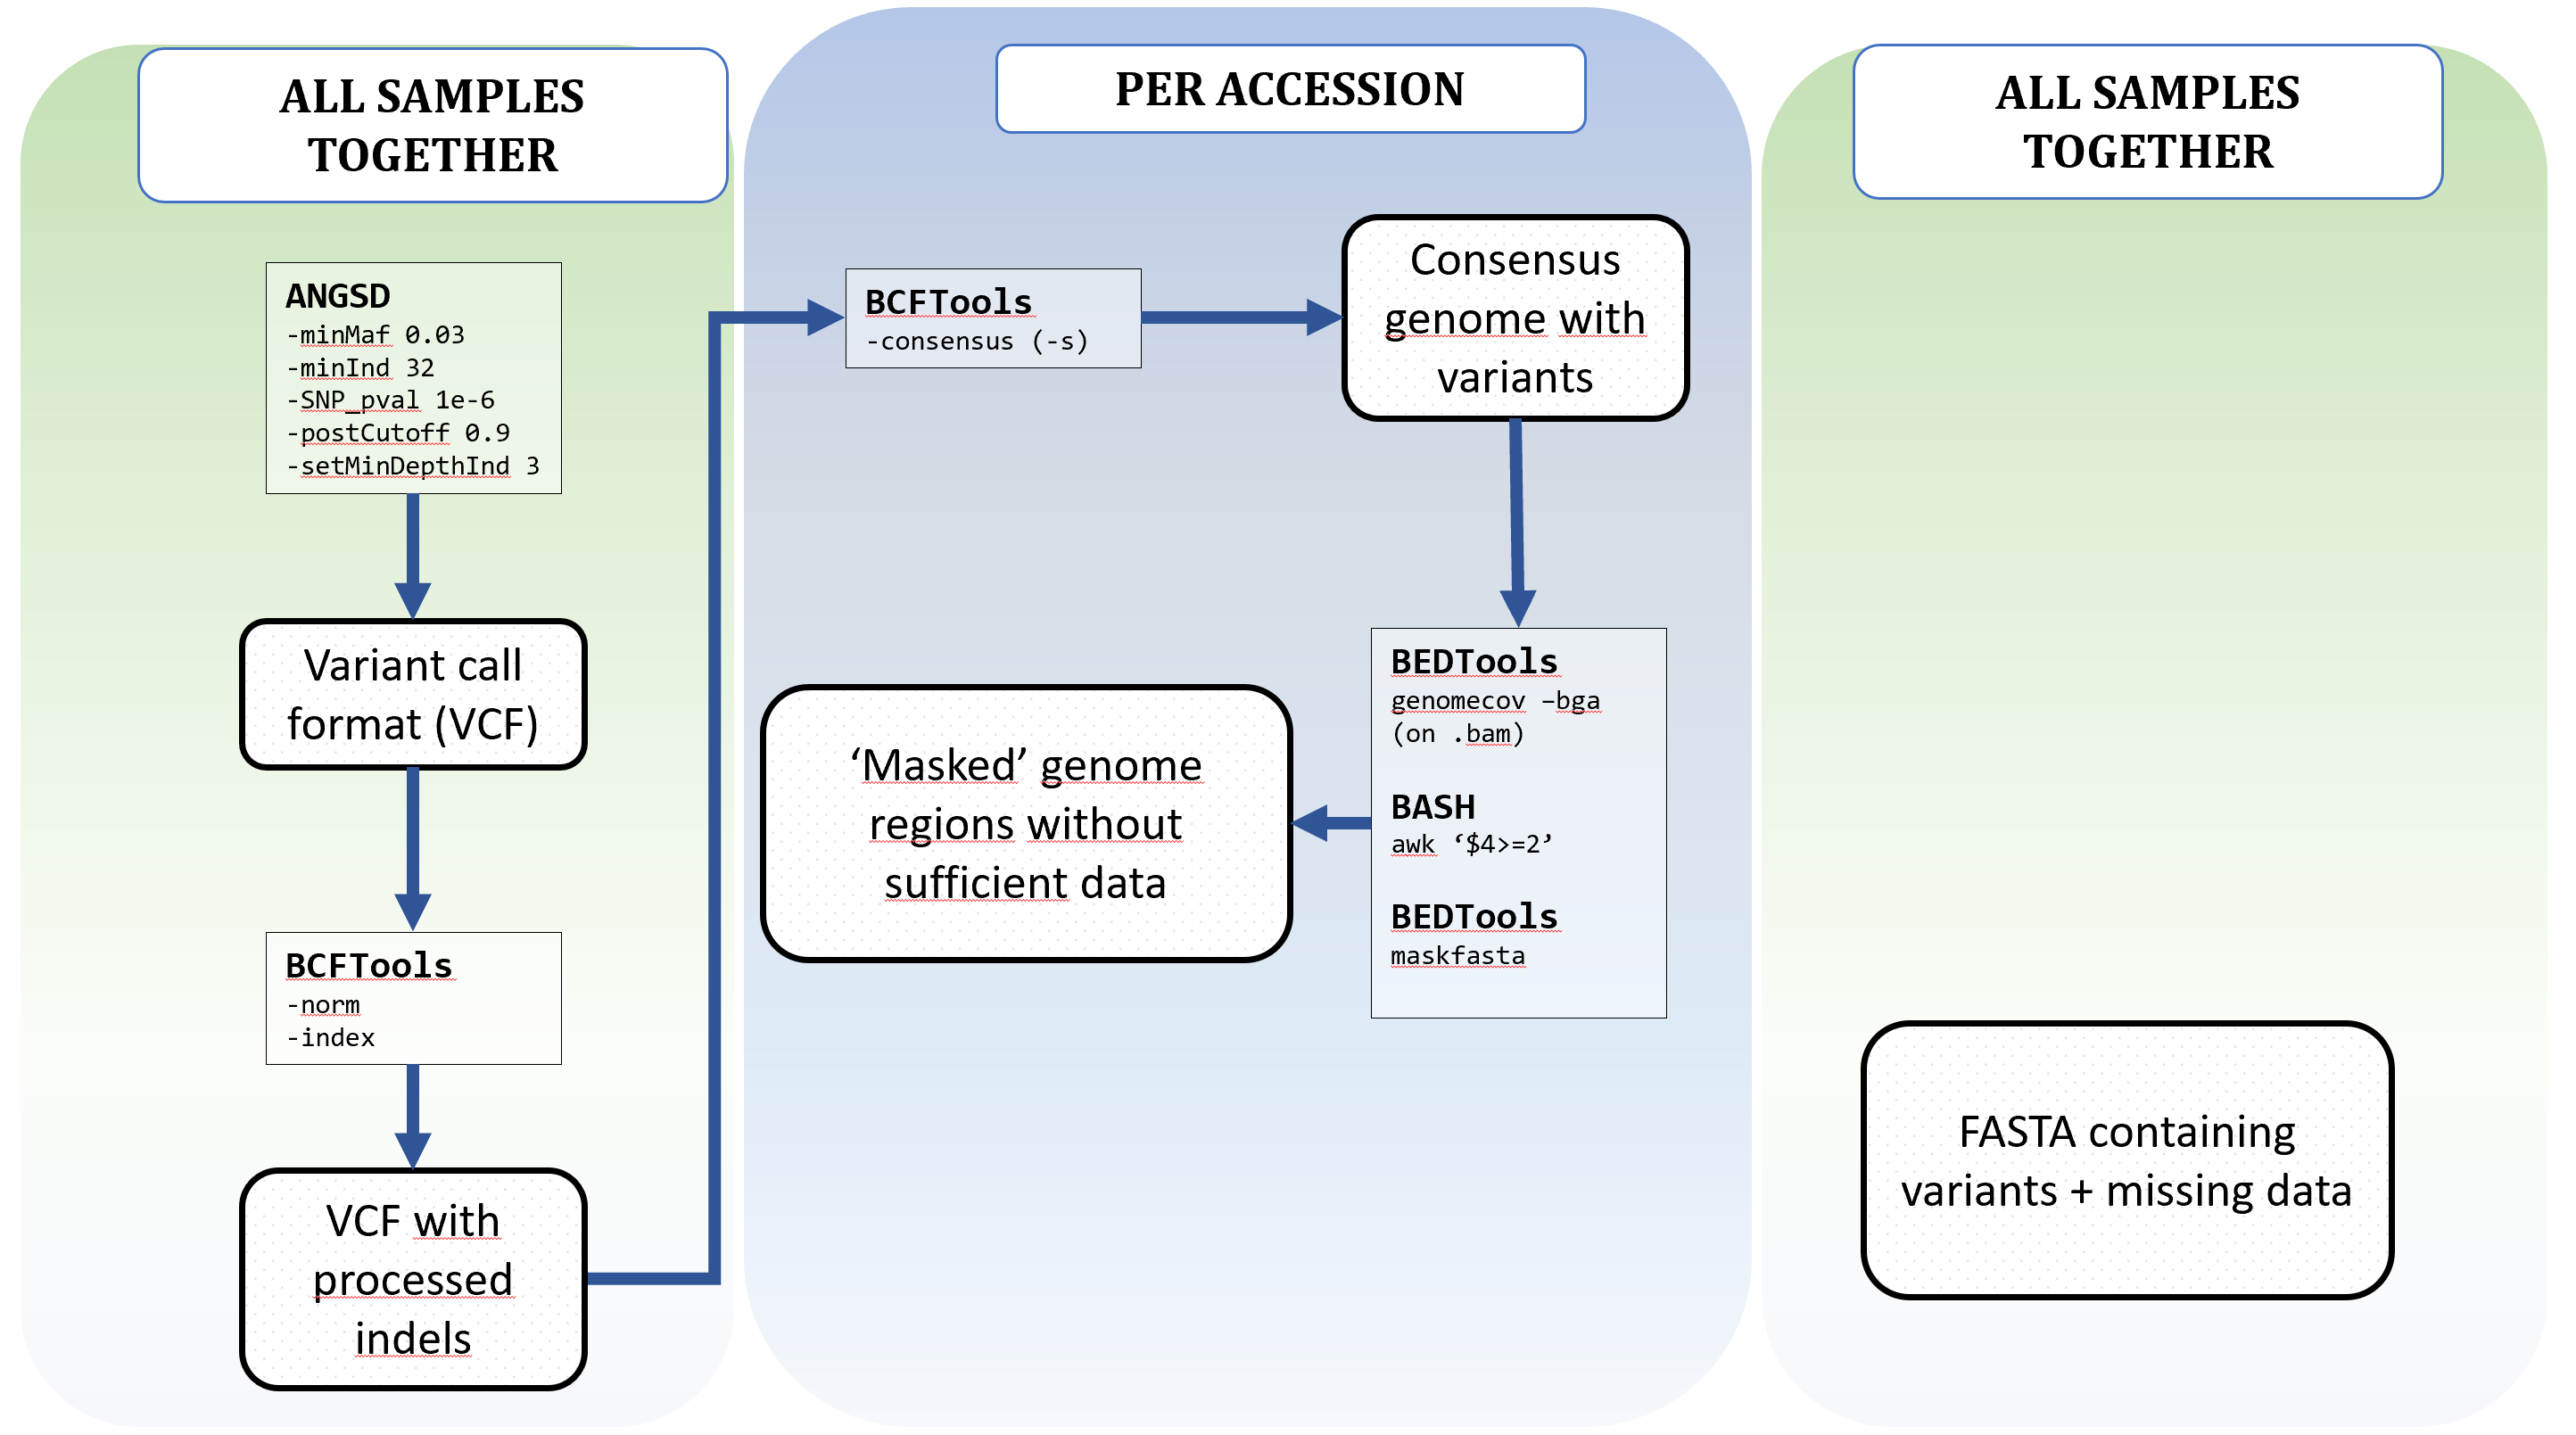 ALL SAMPLES
TOGETHER
ANGSD
-minMaf 0.03
-minInd 32
-SNP_pval 1e-6
-postCutoff 0.9
-setMinDepthInd 3
Variant call
format (VCF)
BCFTools
-norm
-index
VCF with
processed
indels
PER ACCESSION
BCFTools
-consensus (-s)
Consensus
genome with
variants
BEDTools
genomecov –bga
(on .bam)
BASH
awk ‘$4>=2’
BEDTools
maskfasta
‘Masked’ genome
regions without
sufficient data
ALL SAMPLES
TOGETHER
FASTA containing
variants + missing data